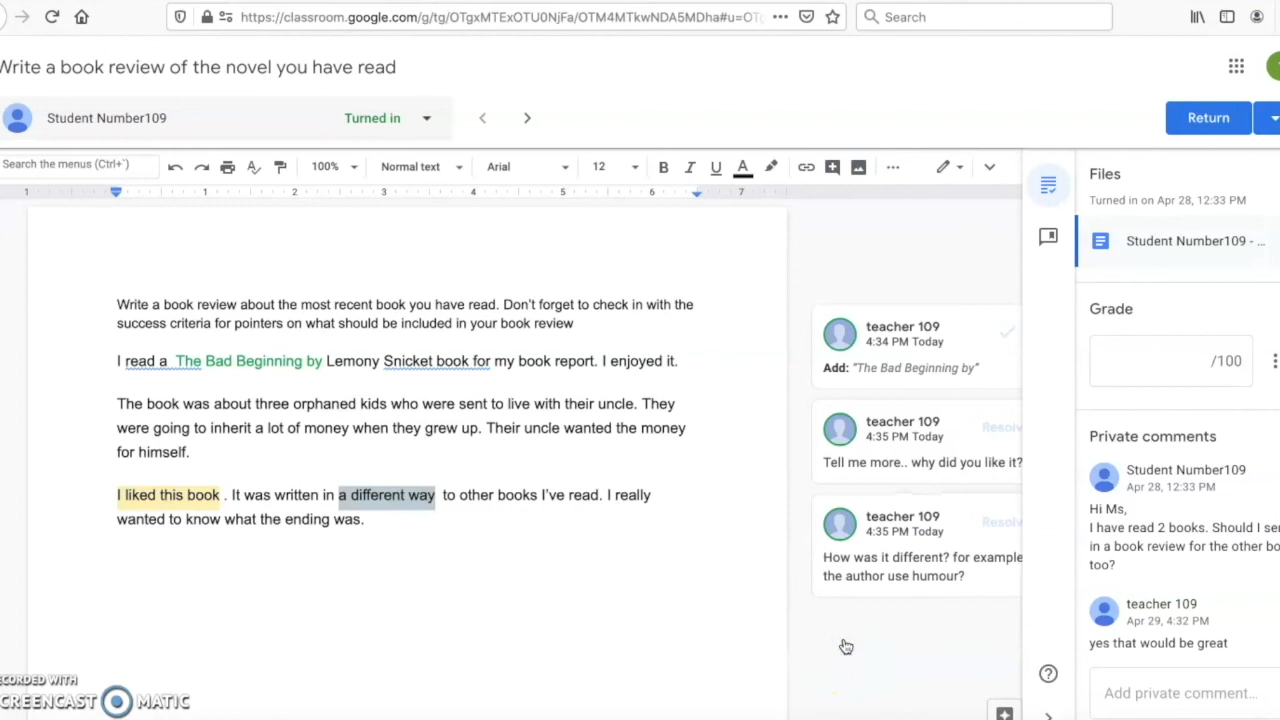 https://classroom.google.com/g/tg/OTgxMTExOTU0NjFa/OTM4MTkwNDA5MDha#u=OT
Search
Write a book review of the novel you have read
Student Number109
Turned in
Return
Search the menus (Ctrl+`)
100%
Normal text
Arial
12
B I U A
1 1 2 3 4 5 6 7
Write a book review about the most recent book you have read. Don't forget to check in with the
success criteria for pointers on what should be included in your book review
I read a The Bad Beginning by Lemony Snicket book for my book report. I enjoyed it.
The book was about three orphaned kids who were sent to live with their uncle. They
were going to inherit a lot of money when they grew up. Their uncle wanted the money
for himself.
I liked this book . It was written in a different way to other books I've read. I really
wanted to know what the ending was.
teacher 109
4:34 PM Today
Add: "The Bad Beginning by"
teacher 109
4:35 PM Today
Resolv
Tell me more.. why did you like it?
teacher 109
4:35 PM Today
Resolv
How was it different? for example
the author use humour?
Files
Turned in on Apr 28, 12:33 PM
Student Number109 - ...
Grade
/100
Private comments
Student Number109
Apr 28, 12:33 PM
Hi Ms,
I have read 2 books. Should I se
in a book review for the other bo
too?
teacher 109
Apr 29, 4:32 PM
yes that would be great
Add private comment...
ECORDED WITH
CREENCAST MATIC